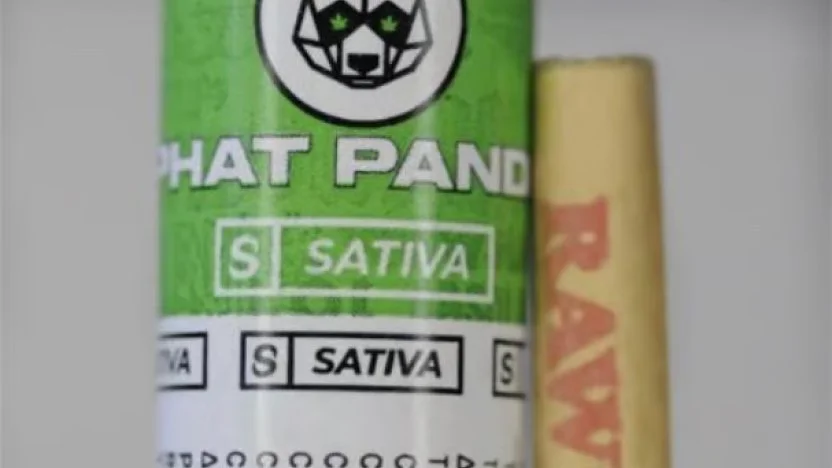 PHAT PAND
S SATIVA
IVA S SATIVA S
RAW